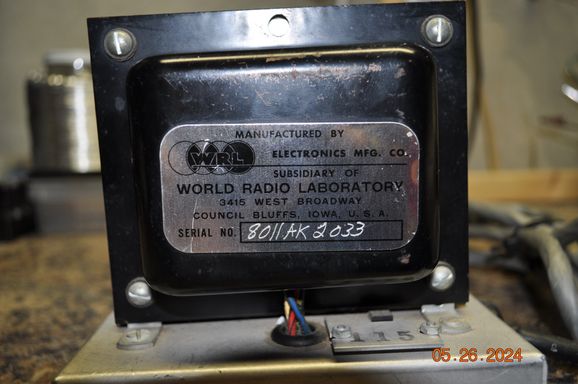 MANUFACTURED BY
WRL ELECTRONICS MFG. CO.
SUBSIDIARY OF
WORLD RADIO LABORATORY
3415 WEST BROADWAY
COUNCIL BLUFFS, IOWA, U.S.A.
SERIAL NO. 8011AK2033
115
05.26.2024